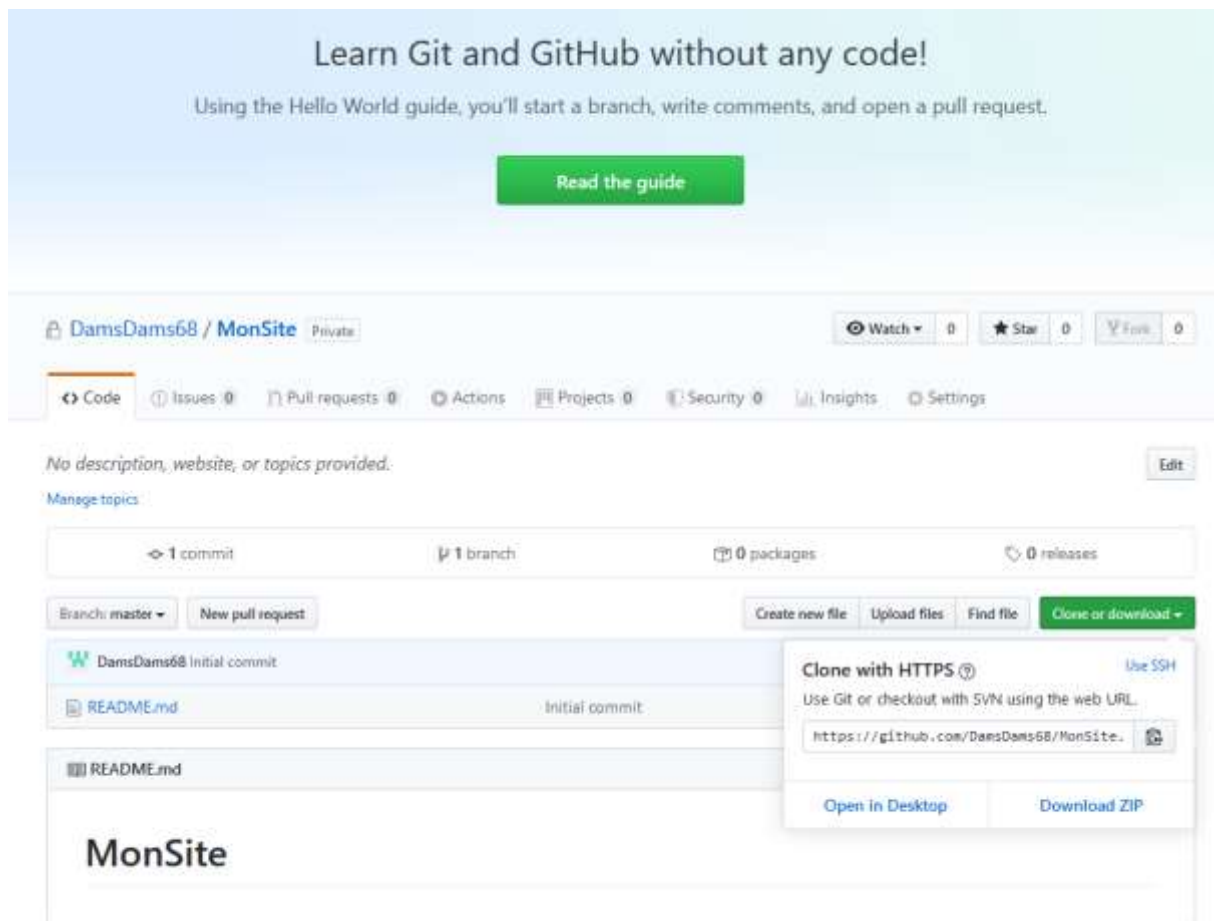 Learn Git and GitHub without any code!
Using the Hello World guide, you'll start a branch, write comments, and open a pull request.
Read the guide
DamsDams68 / MonSite Private
Watch 0 Star 0 Fork 0
Code Issues 0 Pull requests 0 Actions Projects 0 Security 0 Insights Settings
No description, website, or topics provided.
Edit
Manage topics
1 commit 1 branch 0 packages 0 releases
Branch: master New pull request Create new file Upload files Find file Clone or download
DamsDams68 Initial commit
README.md Initial commit
Clone with HTTPS Use SSH
Use Git or checkout with SVN using the web URL.
https://github.com/DamsDams68/MonSite.
Open in Desktop Download ZIP
README.md
MonSite